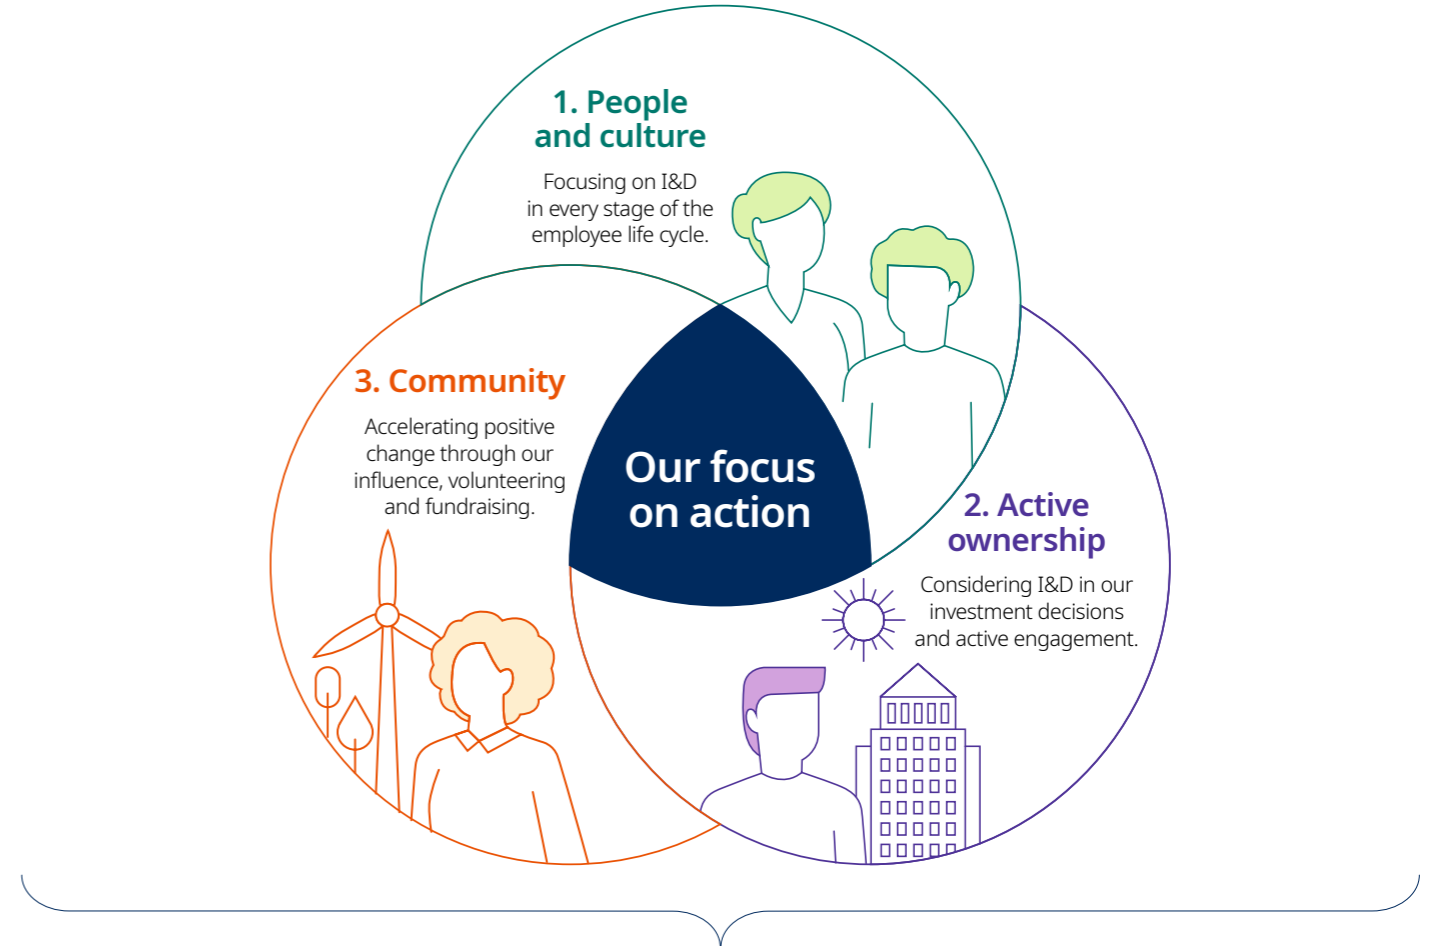 1. People
and culture
Focusing on I&D
in every stage of the
employee life cycle.
3. Community
Accelerating positive
change through our
influence, volunteering
and fundraising.
Our focus
on action
2. Active
ownership
Considering I&D in our
investment decisions
and active engagement.